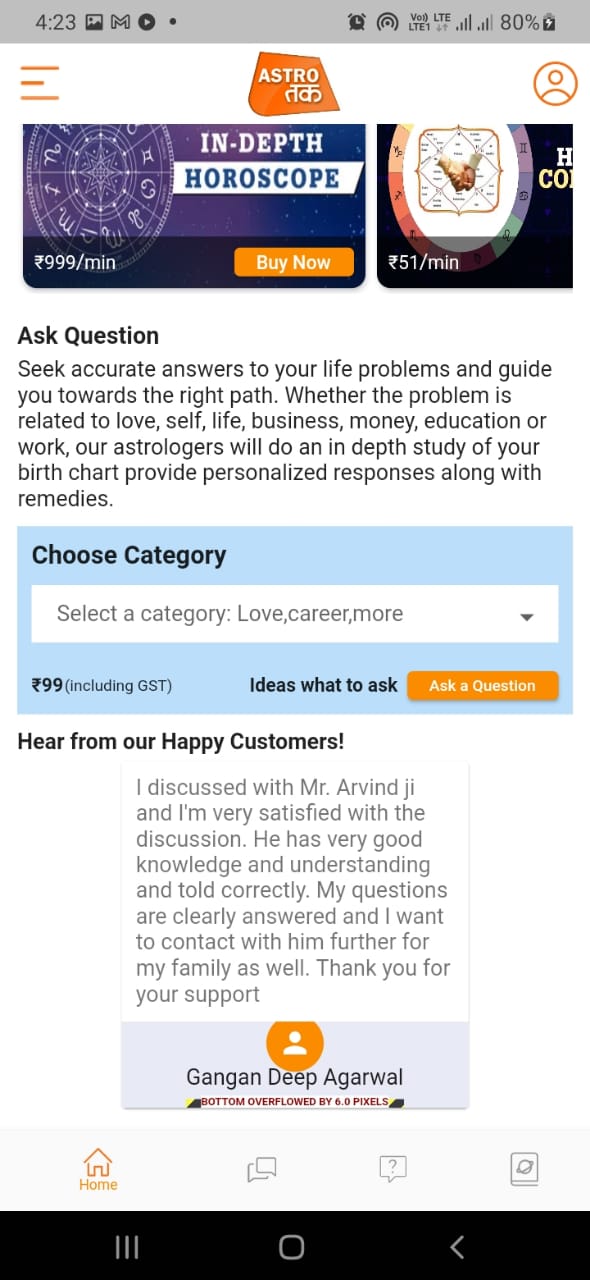 4:23
Vo) LTE
LTE1
80%
ASTRO
तक
IN-DEPTH
HOROSCOPE
₹999/min
Buy Now
₹51/min
Ask Question
Seek accurate answers to your life problems and guide
you towards the right path. Whether the problem is
related to love, self, life, business, money, education or
work, our astrologers will do an in depth study of your
birth chart provide personalized responses along with
remedies.
Choose Category
Select a category: Love,career,more
₹99(including GST)
Ideas what to ask
Ask a Question
Hear from our Happy Customers!
I discussed with Mr. Arvind ji
and I'm very satisfied with the
discussion. He has very good
knowledge and understanding
and told correctly. My questions
are clearly answered and I want
to contact with him further for
my family as well. Thank you for
your support
Gangan Deep Agarwal
BOTTOM OVERFLOWED BY 6.0 PIXELS
Home